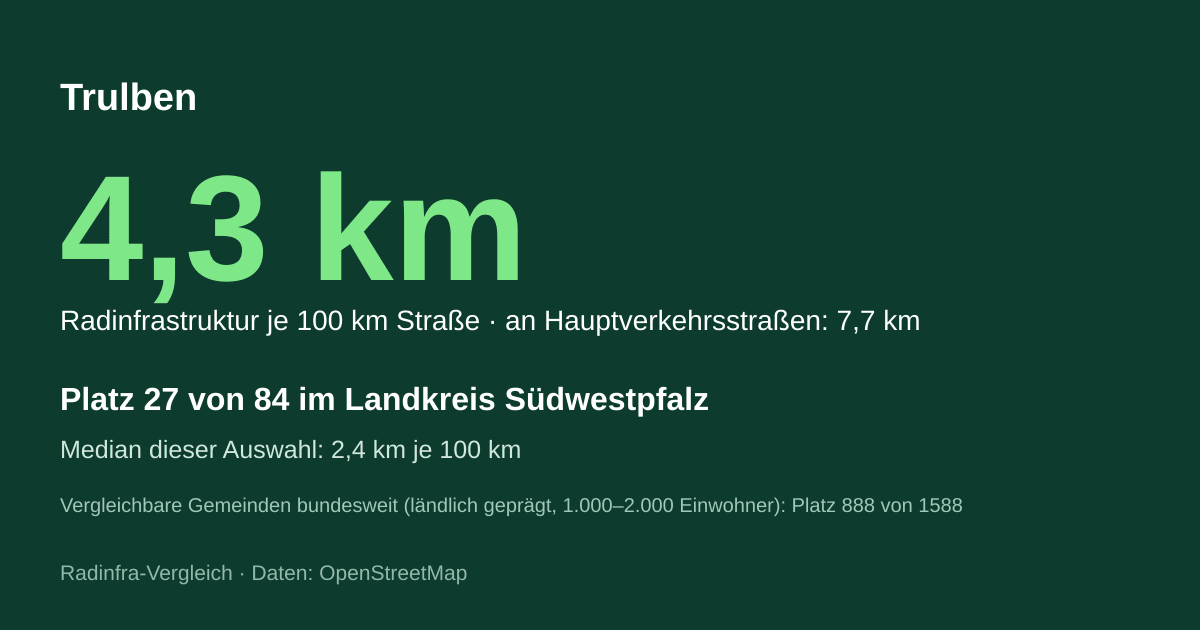 Trulben
4,3 km
Radinfrastruktur je 100 km Straße · an Hauptverkehrsstraßen: 7,7 km
Platz 27 von 84 im Landkreis Südwestpfalz
Median dieser Auswahl: 2,4 km je 100 km
Vergleichbare Gemeinden bundesweit (ländlich geprägt, 1.000–2.000 Einwohner): Platz 888 von 1588
Radinfra-Vergleich · Daten: OpenStreetMap